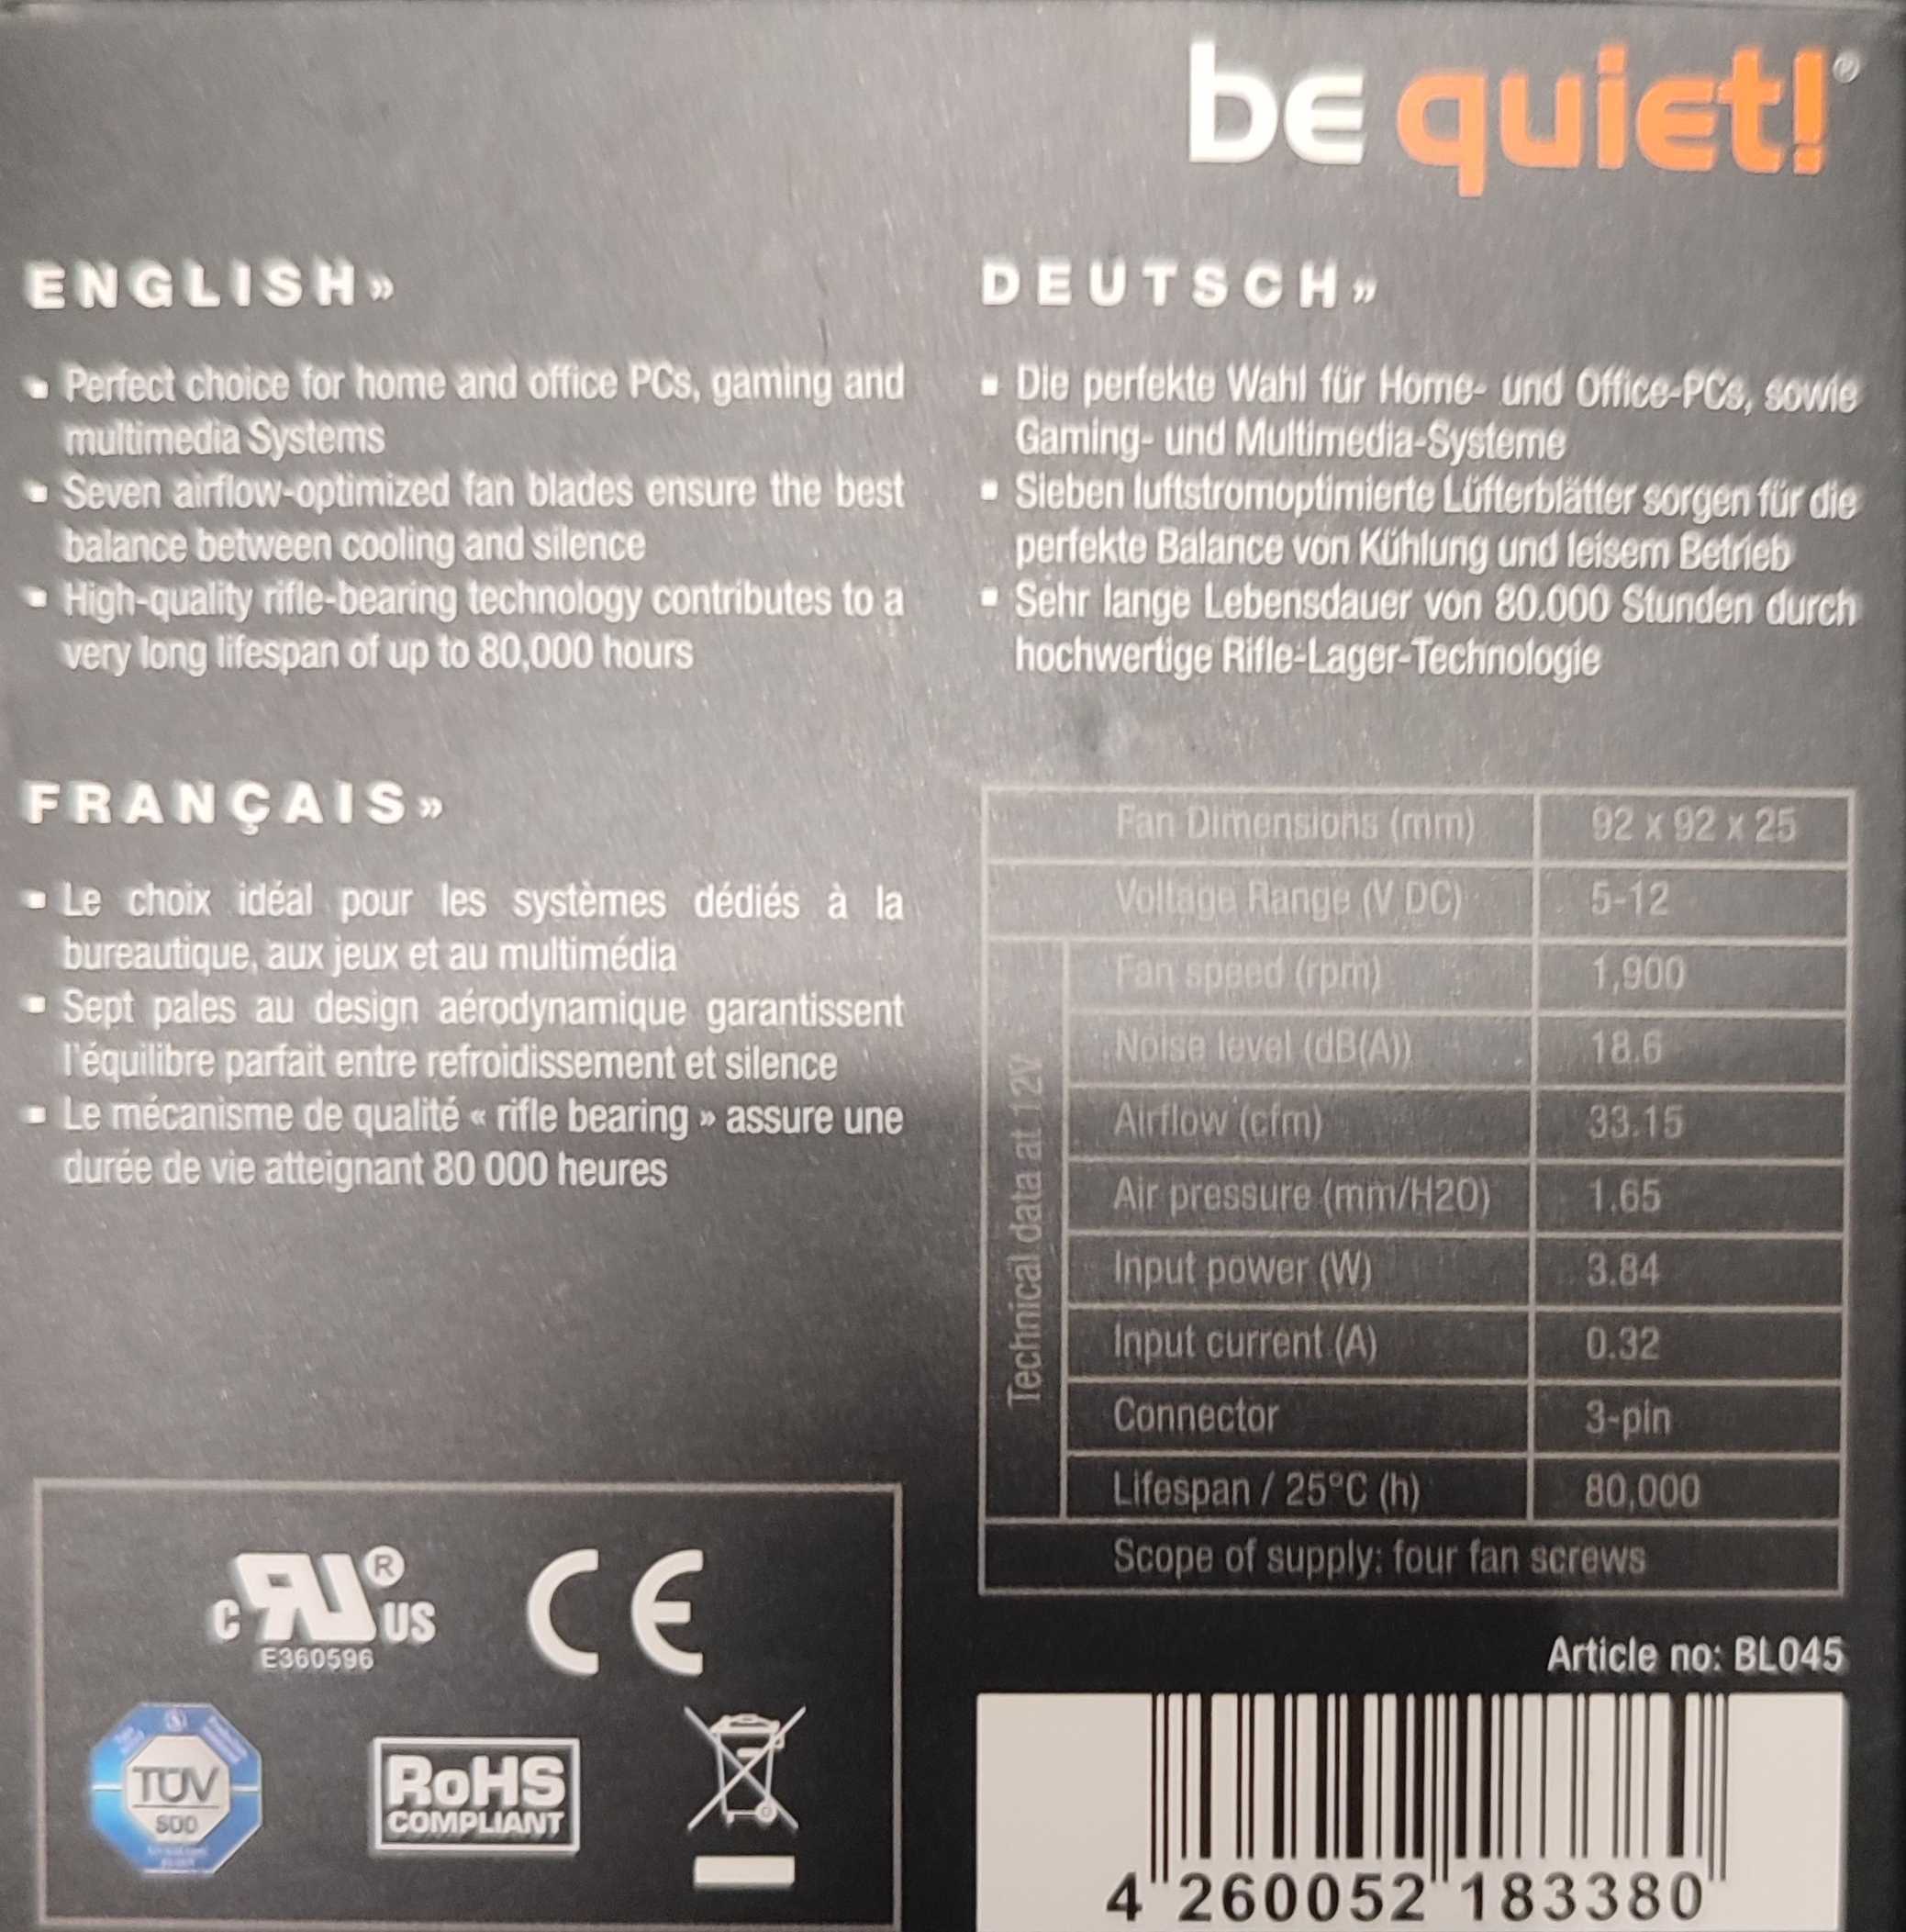 be quiet!®
ENGLISH»
▪ Perfect choice for home and office PCs, gaming and
multimedia Systems
▪ Seven airflow-optimized fan blades ensure the best
balance between cooling and silence
▪ High-quality rifle-bearing technology contributes to a
very long lifespan of up to 80,000 hours
DEUTSCH»
▪ Die perfekte Wahl für Home- und Office-PCs, sowie
Gaming- und Multimedia-Systeme
▪ Sieben luftstromoptimierte Lüfterblätter sorgen für die
perfekte Balance von Kühlung und leisem Betrieb
▪ Sehr lange Lebensdauer von 80.000 Stunden durch
hochwertige Rifle-Lager-Technologie
FRANÇAIS»
▪ Le choix idéal pour les systèmes dédiés à la
bureautique, aux jeux et au multimédia
▪ Sept pales au design aérodynamique garantissent
l'équilibre parfait entre refroidissement et silence
▪ Le mécanisme de qualité « rifle bearing » assure une
durée de vie atteignant 80 000 heures
Fan Dimensions (mm) 92 x 92 x 25
Voltage Range (V DC) 5-12
Technical data at 12V
Fan speed (rpm) 1,900
Noise level (dB(A)) 18.6
Airflow (cfm) 33.15
Air pressure (mm/H2O) 1.65
Input power (W) 3.84
Input current (A) 0.32
Connector 3-pin
Lifespan / 25°C (h) 80,000
Scope of supply: four fan screws
C RU® US CE
E360596
TÜV
SÜD
RoHS
COMPLIANT
Article no: BL045
4 260052 183380